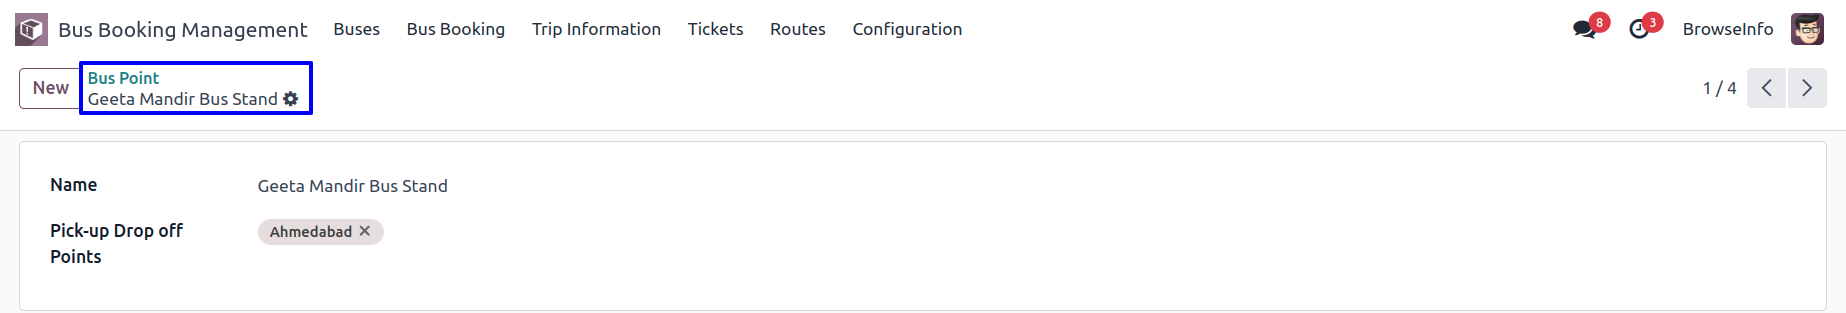 Bus Booking Management Buses Bus Booking Trip Information Tickets Routes Configuration 8 3 BrowseInfo
New
Bus Point
Geeta Mandir Bus Stand
1 / 4
Name Geeta Mandir Bus Stand
Pick-up Drop off Points
Ahmedabad ✕